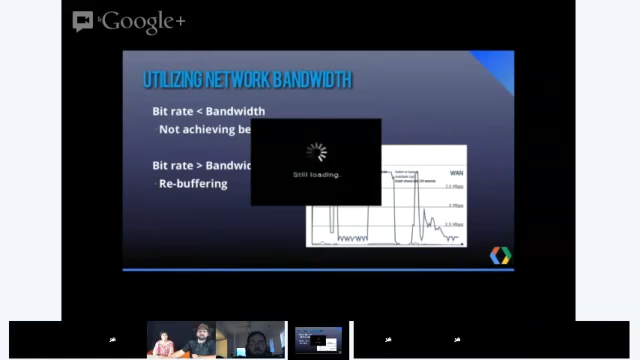 Google+
UTILIZING NETWORK BANDWIDTH
Bit rate < Bandwidth
Not achieving be
Bit rate > Bandwid
Re-buffering
Still loading.
WAN